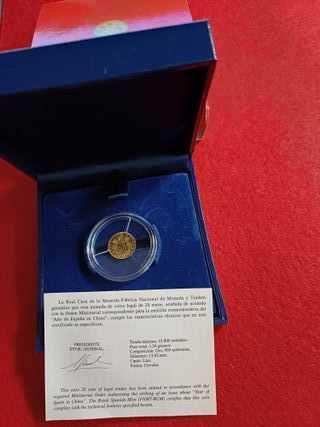 La Real Casa de la Moneda-Fábrica Nacional de Moneda y Timbre
garantiza que esta moneda de curso legal de 20 euros, acuñada de acuerdo
con la Orden Ministerial correspondiente para la emisión conmemorativa del
"Año de España en China", cumple las características técnicas que en este
certificado se especifican.
PRESIDENTE
DTOR. GENERAL,
Tirada máxima: 15.000 unidades.
Peso total: 1,24 gramos.
Composición: Oro, 999 milésimas.
Diámetro: 13,92 mm.
Canto: Liso.
Forma: Circular.
This euro 20 coin of legal tender has been minted in accordance with the
required Ministerial Order authorizing the striking of an issue about "Year of
Spain in China". The Royal Spanish Mint (FNMT-RCM) certifies that this coin
complies with the technical features specified herein.